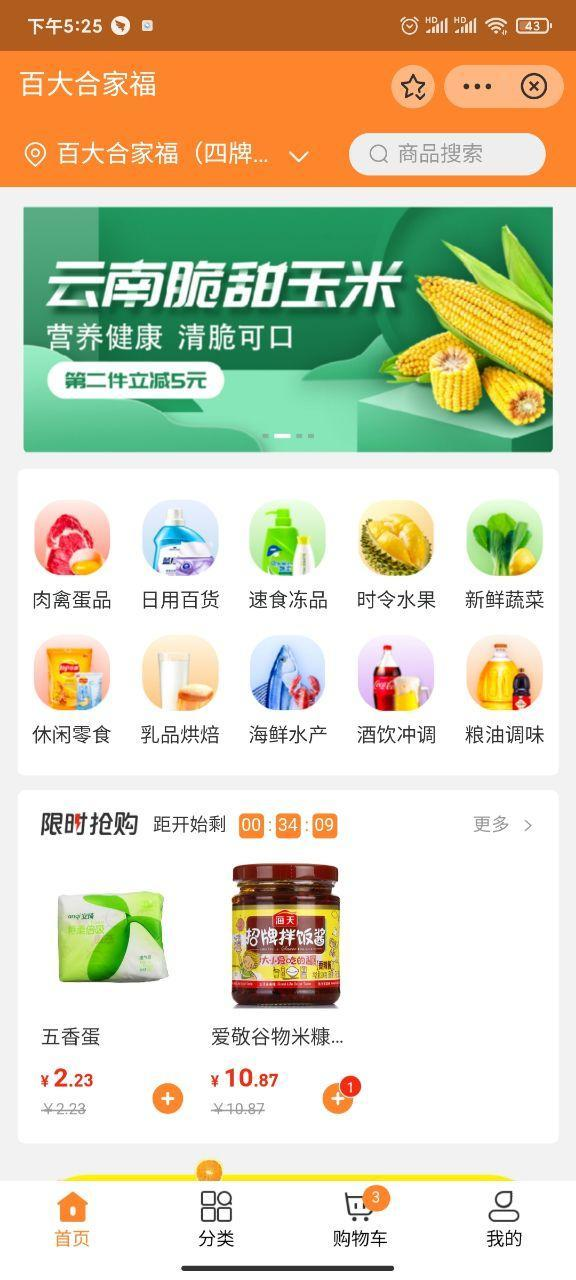 下午5:25
HD HD 43
百大合家福
百大合家福（四牌...
商品搜索
云南脆甜玉米
营养健康 清脆可口
第二件立减5元
肉禽蛋品 日用百货 速食冻品 时令水果 新鲜蔬菜
休闲零食 乳品烘焙 海鲜水产 酒饮冲调 粮油调味
限时抢购 距开始剩 00 : 34 : 09 更多
海天
招牌拌饭酱
五香蛋 爱敬谷物米糠...
¥ 2.23 ¥ 10.87
1
¥ 2.23 ¥ 10.87
3
首页 分类 购物车 我的